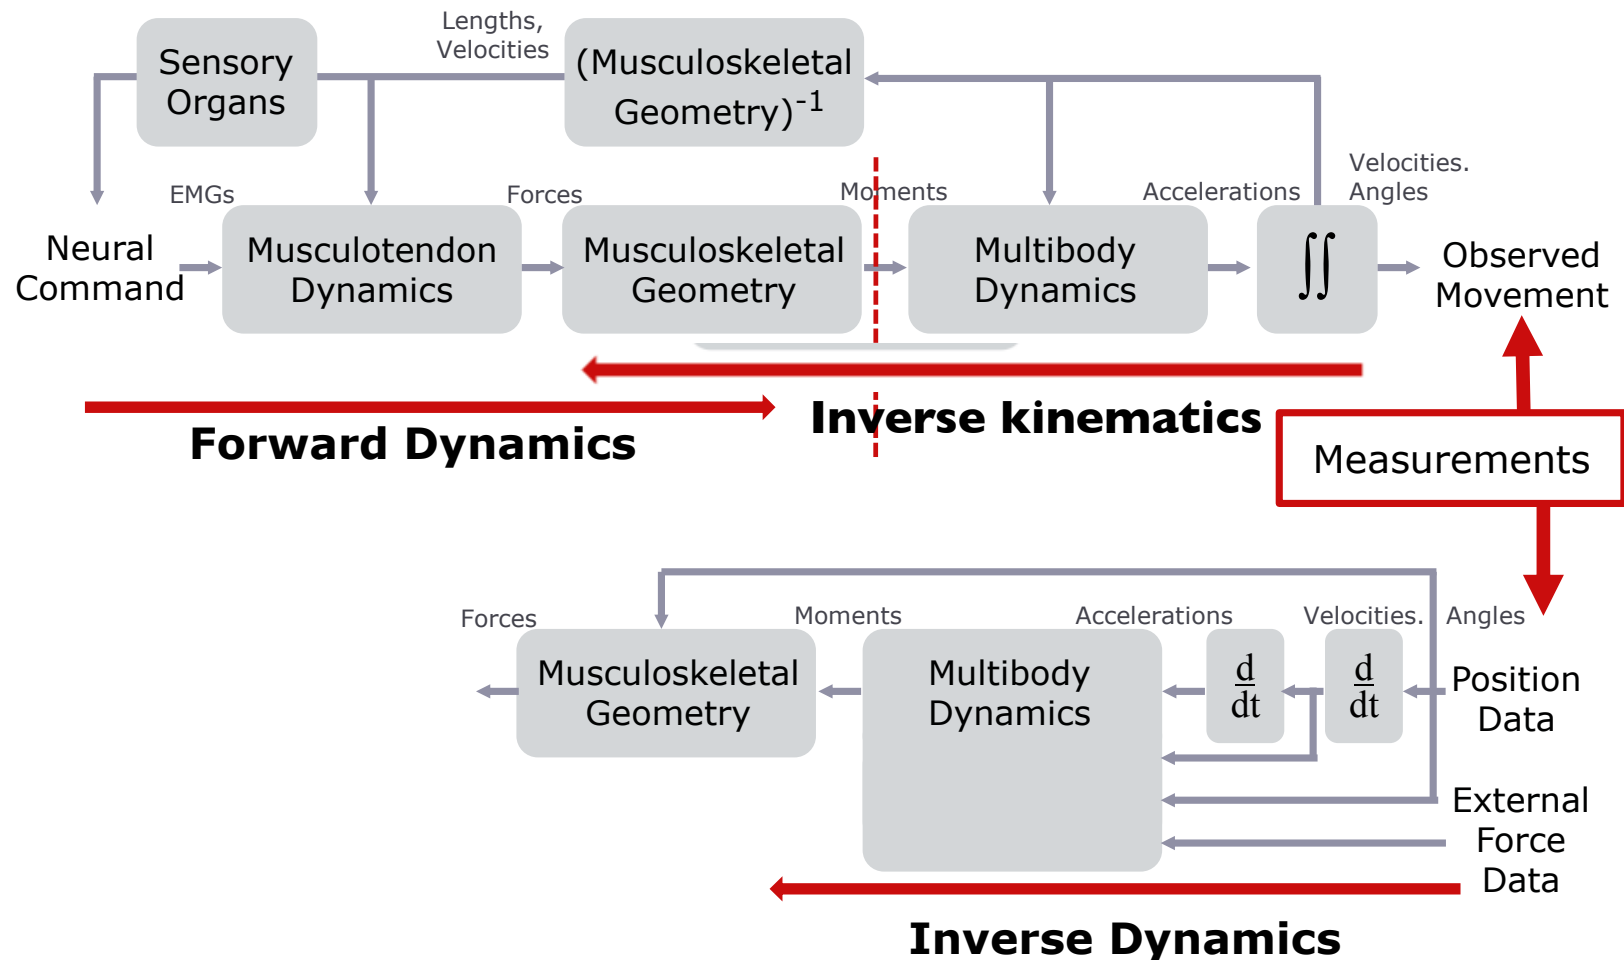 Lengths,
Velocities
Sensory
Organs
(Musculoskeletal
Geometry)⁻¹
EMGs
Forces
Moments
Accelerations
Velocities.
Angles
Neural
Command
Musculotendon
Dynamics
Musculoskeletal
Geometry
Multibody
Dynamics
∬
Observed
Movement
Forward Dynamics
Inverse kinematics
Measurements
Forces
Moments
Accelerations
Velocities.
Angles
Musculoskeletal
Geometry
Multibody
Dynamics
d
dt
d
dt
Position
Data
External
Force
Data
Inverse Dynamics